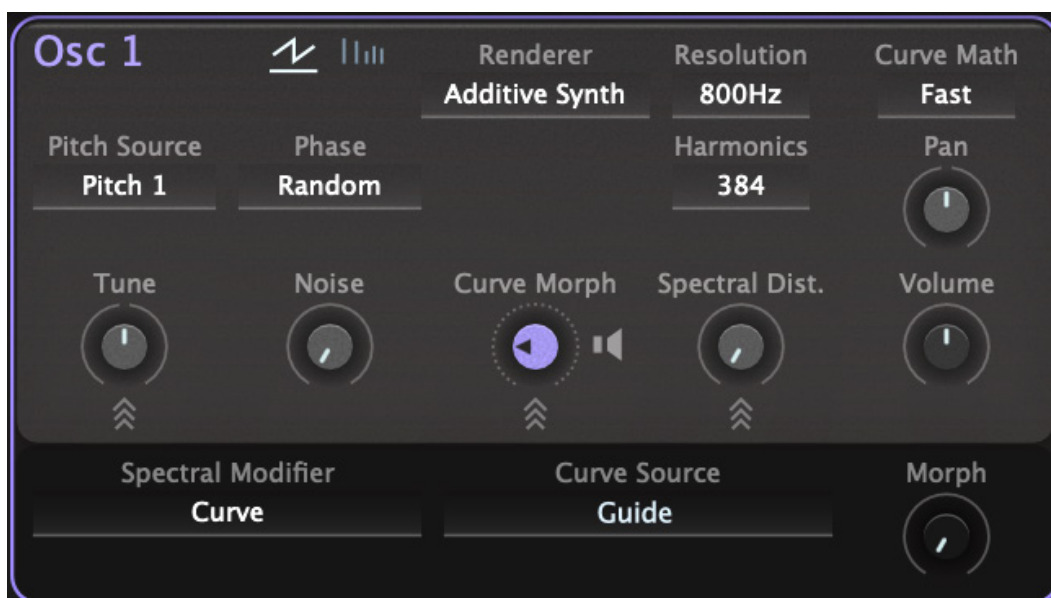 Osc 1 Renderer Resolution Curve Math
Additive Synth 800Hz Fast
Pitch Source Phase Harmonics Pan
Pitch 1 Random 384
Tune Noise Curve Morph Spectral Dist. Volume
Spectral Modifier Curve Source Morph
Curve Guide